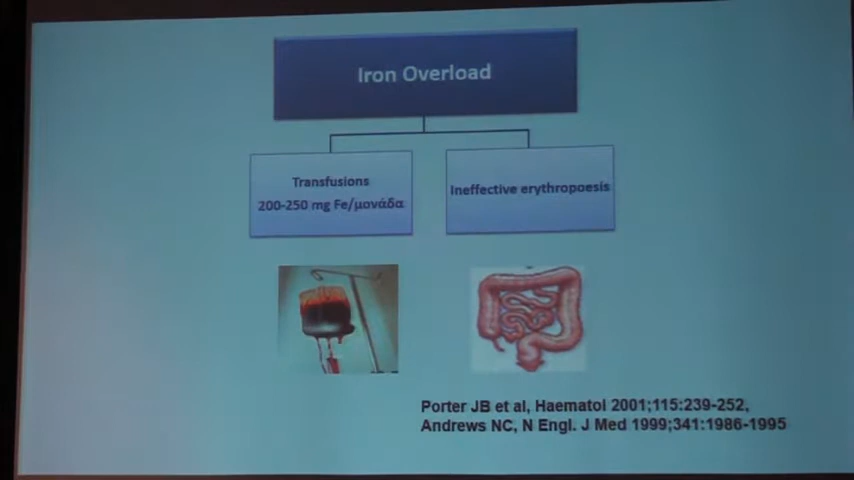 Iron Overload
Transfusions
200-250 mg Fe/μονάδα
Ineffective erythropoesis
Porter JB et al, Haematol 2001;115:239-252,
Andrews NC, N Engl. J Med 1999;341:1986-1995